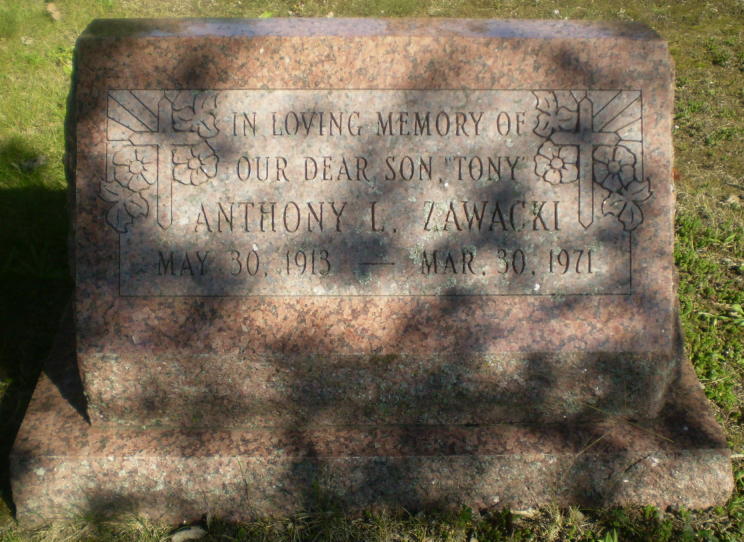 IN LOVING MEMORY OF
OUR DEAR SON, "TONY"
ANTHONY L. ZAWACKI
MAY 30, 1913 — MAR. 30, 1971